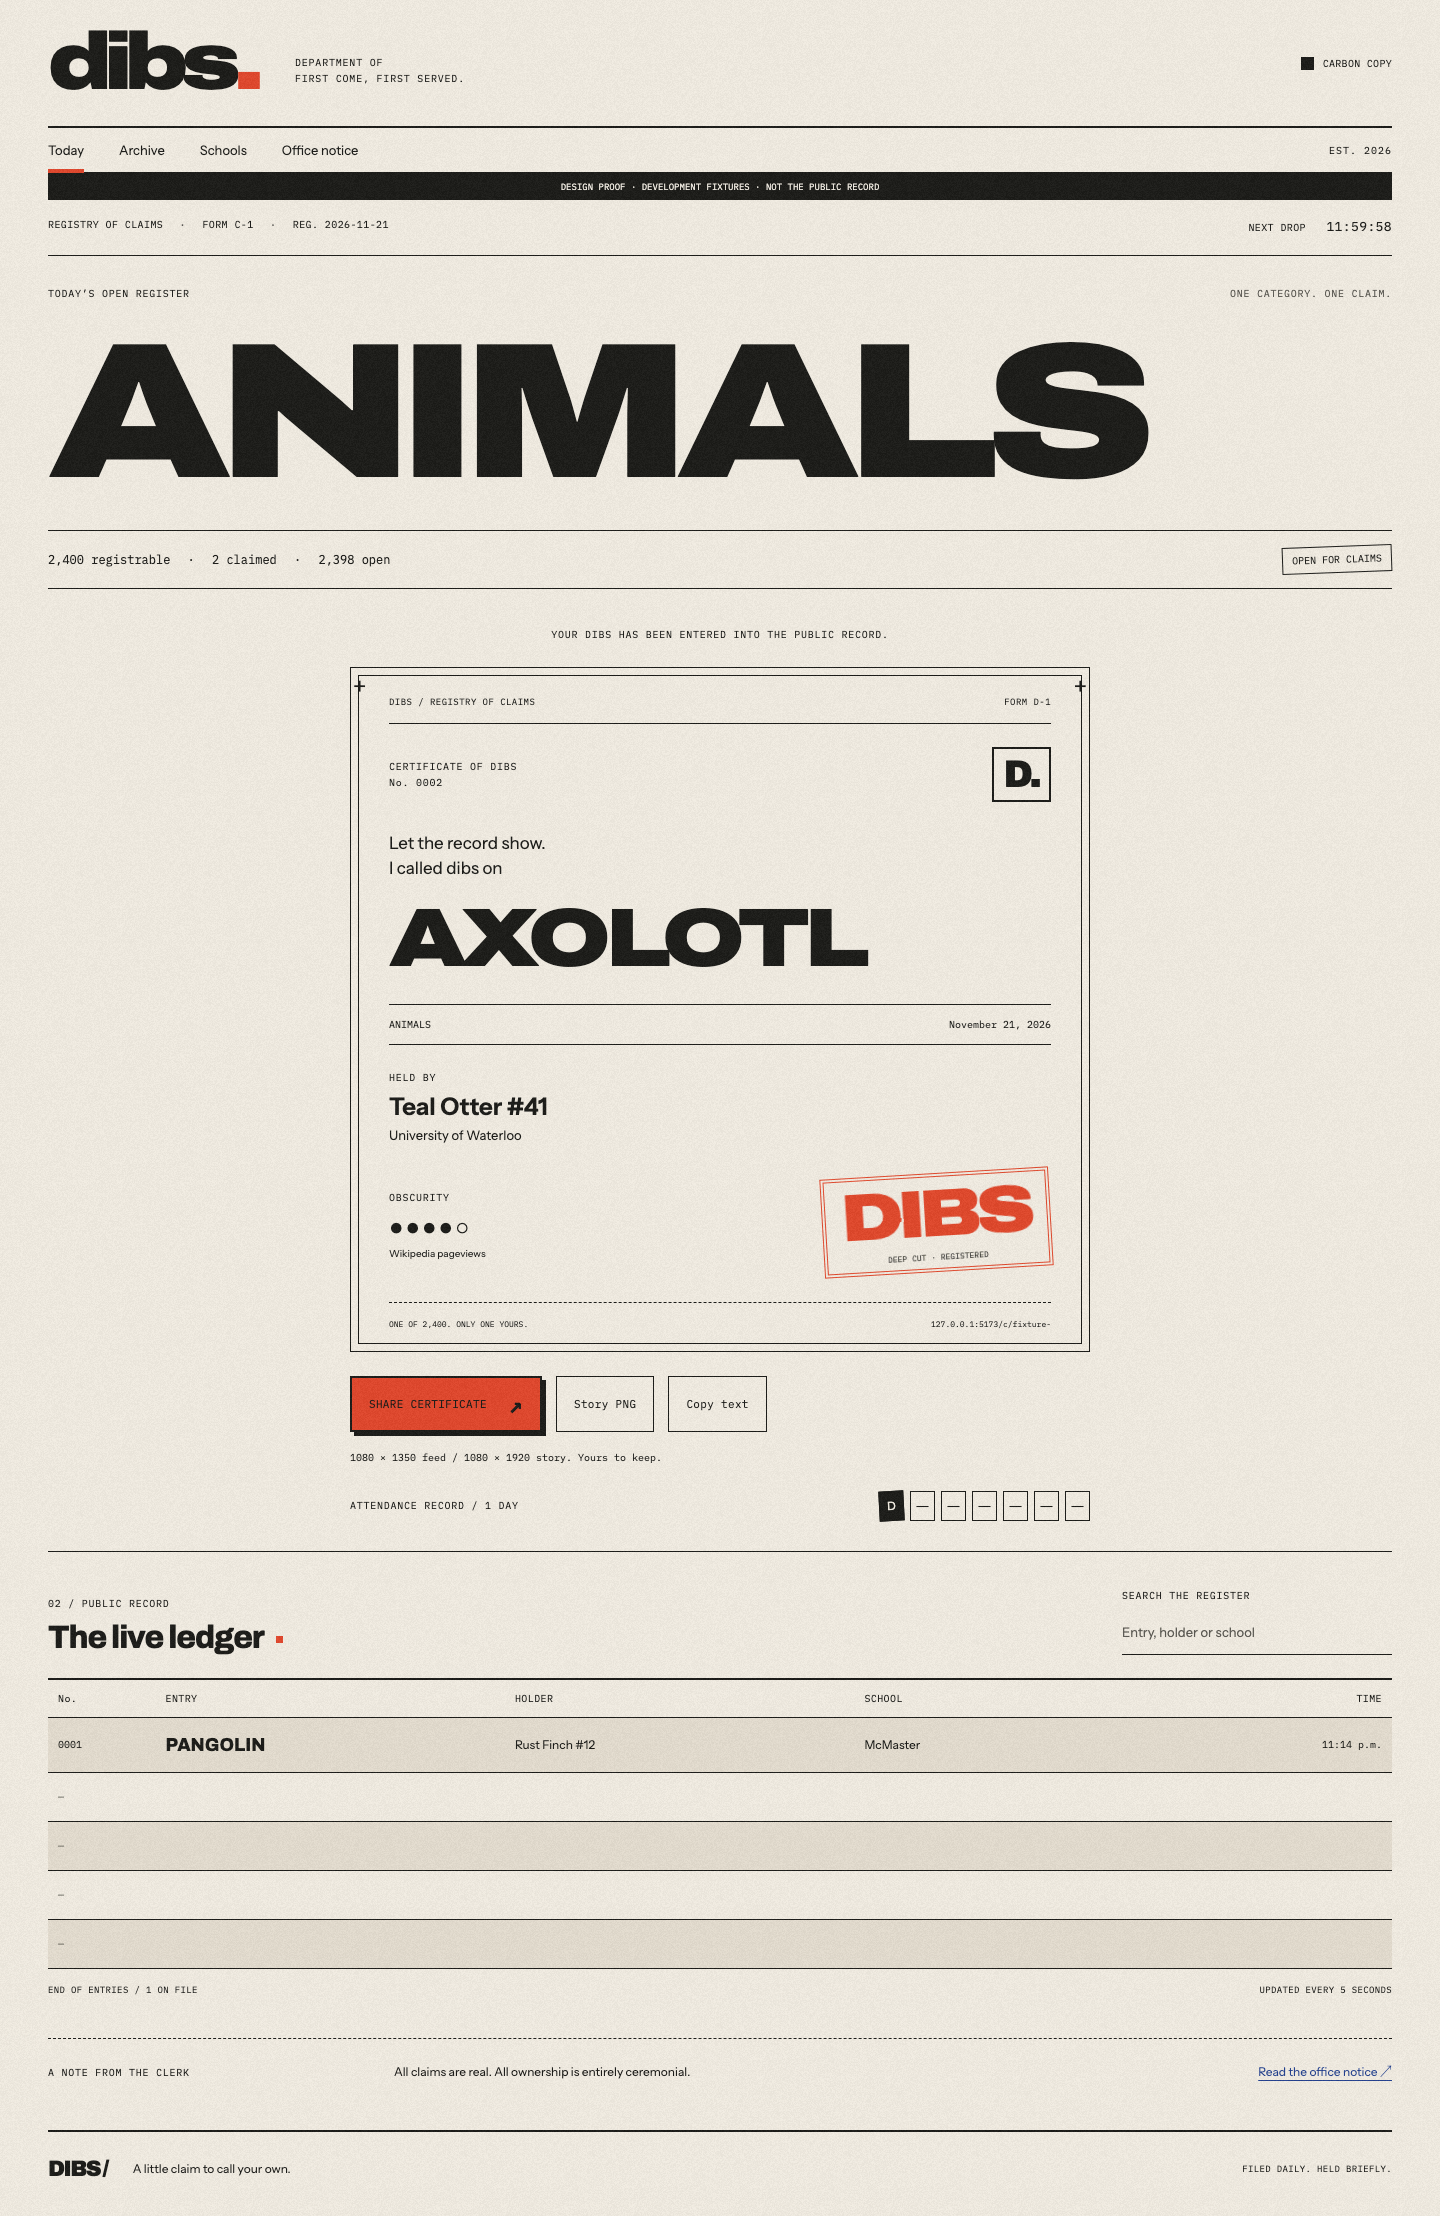 dibs.
DEPARTMENT OF
FIRST COME, FIRST SERVED.
CARBON COPY
Today Archive Schools Office notice
EST. 2026
DESIGN PROOF · DEVELOPMENT FIXTURES · NOT THE PUBLIC RECORD
REGISTRY OF CLAIMS · FORM C-1 · REG. 2026-11-21
NEXT DROP 11:59:58
TODAY'S OPEN REGISTER
ONE CATEGORY. ONE CLAIM.
ANIMALS
2,400 registrable · 2 claimed · 2,398 open
OPEN FOR CLAIMS
YOUR DIBS HAS BEEN ENTERED INTO THE PUBLIC RECORD.
DIBS / REGISTRY OF CLAIMS
FORM D-1
CERTIFICATE OF DIBS
No. 0002
D.
Let the record show.
I called dibs on
AXOLOTL
ANIMALS
November 21, 2026
HELD BY
Teal Otter #41
University of Waterloo
OBSCURITY
Wikipedia pageviews
DIBS
DEEP CUT · REGISTERED
ONE OF 2,400. ONLY ONE YOURS.
127.0.0.1:5173/c/fixture-
SHARE CERTIFICATE ↗
Story PNG
Copy text
1080 × 1350 feed / 1080 × 1920 story. Yours to keep.
ATTENDANCE RECORD / 1 DAY
D — — — — — —
02 / PUBLIC RECORD
The live ledger
SEARCH THE REGISTER
Entry, holder or school
No. ENTRY HOLDER SCHOOL TIME
0001 PANGOLIN Rust Finch #12 McMaster 11:14 p.m.
—
—
—
—
END OF ENTRIES / 1 ON FILE
UPDATED EVERY 5 SECONDS
A NOTE FROM THE CLERK
All claims are real. All ownership is entirely ceremonial.
Read the office notice ↗
DIBS/
A little claim to call your own.
FILED DAILY. HELD BRIEFLY.